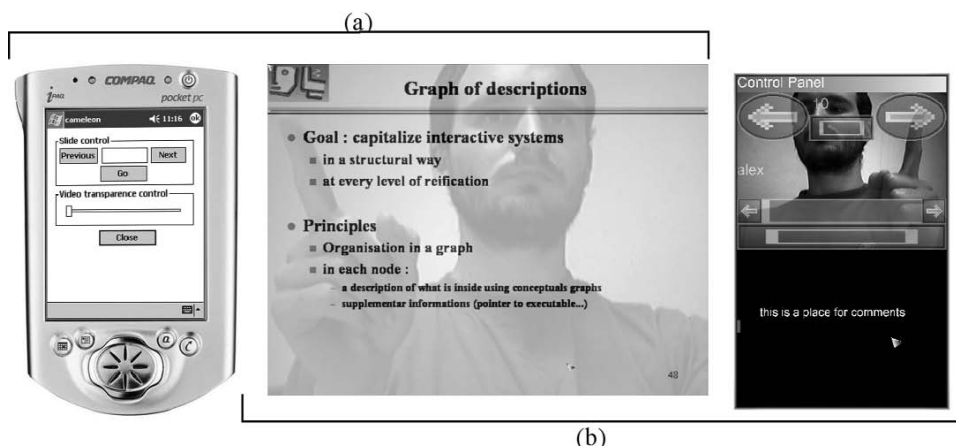 (a)
COMPAQ
iPAQ
pocket pc
cameleon 11:16 ok
Slide control
Previous Next
Go
Video transparence control
Close
Graph of descriptions
Goal : capitalize interactive systems
in a structural way
at every level of reification
Principles
Organisation in a graph
in each node :
a description of what is inside using conceptuals graphs
supplementar informations (pointer to executable...)
48
Control Panel
10
alex
this is a place for comments
(b)